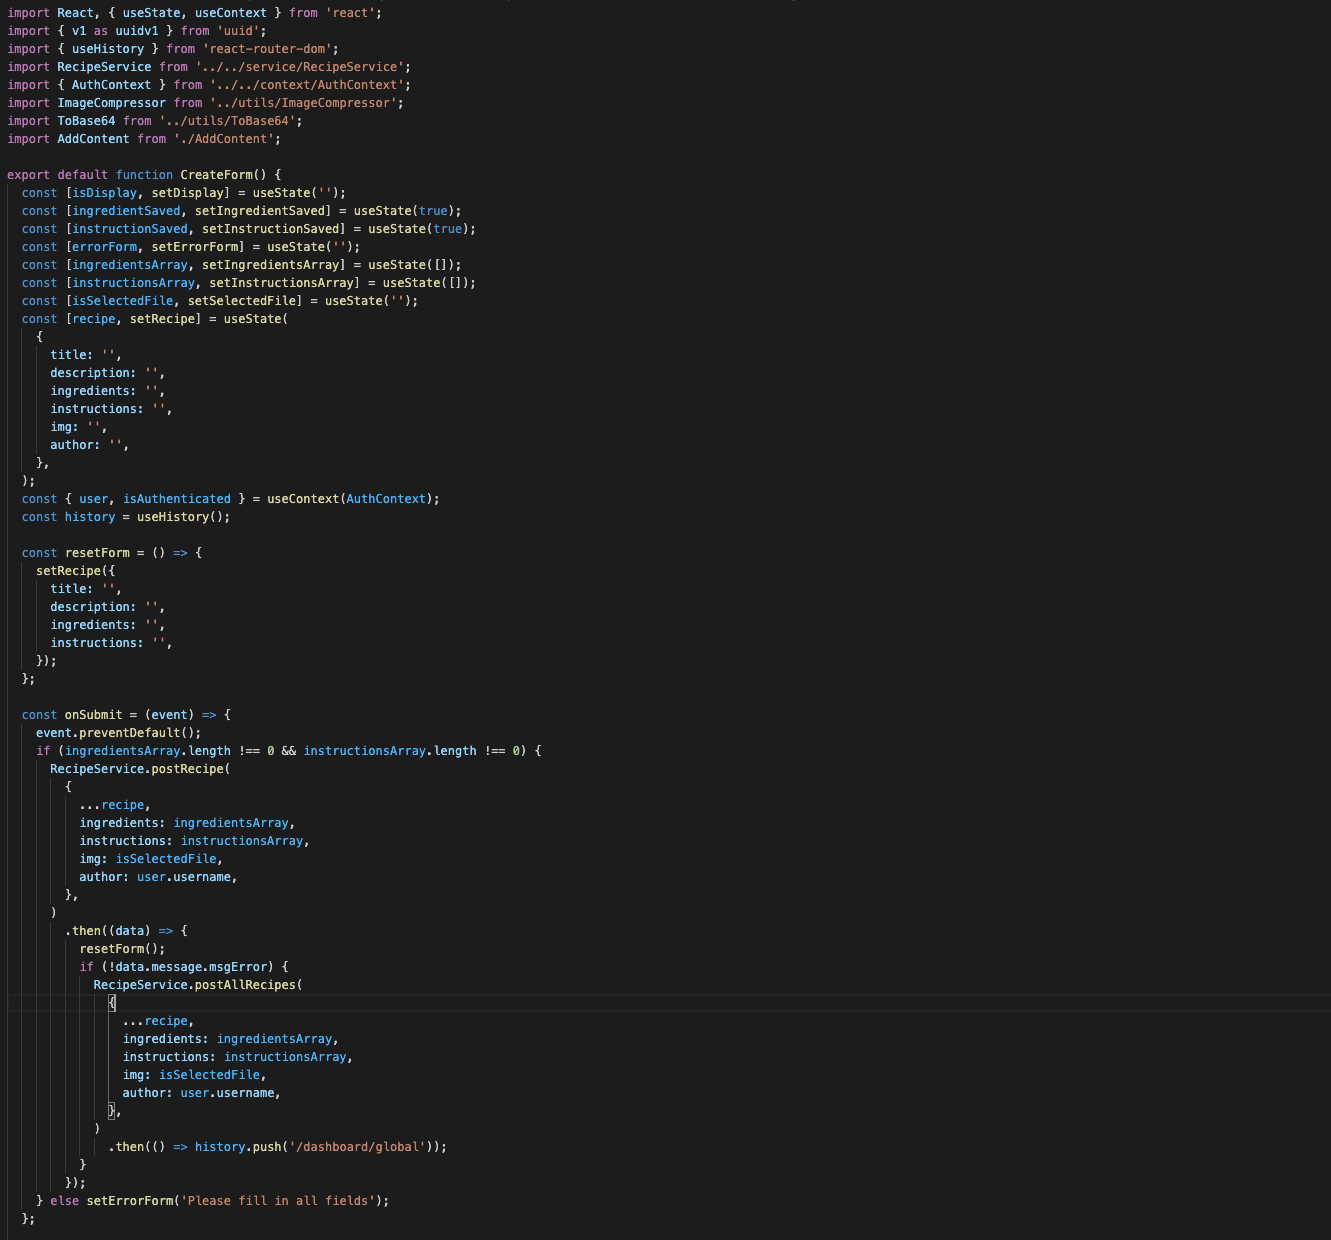 import React, { useState, useContext } from 'react';
import { v1 as uuidv1 } from 'uuid';
import { useHistory } from 'react-router-dom';
import RecipeService from '../../service/RecipeService';
import { AuthContext } from '../../context/AuthContext';
import ImageCompressor from '../utils/ImageCompressor';
import ToBase64 from '../utils/ToBase64';
import AddContent from './AddContent';

export default function CreateForm() {
  const [isDisplay, setDisplay] = useState('');
  const [ingredientSaved, setIngredientSaved] = useState(true);
  const [instructionSaved, setInstructionSaved] = useState(true);
  const [errorForm, setErrorForm] = useState('');
  const [ingredientsArray, setIngredientsArray] = useState([]);
  const [instructionsArray, setInstructionsArray] = useState([]);
  const [isSelectedFile, setSelectedFile] = useState('');
  const [recipe, setRecipe] = useState(
    {
      title: '',
      description: '',
      ingredients: '',
      instructions: '',
      img: '',
      author: '',
    },
  );
  const { user, isAuthenticated } = useContext(AuthContext);
  const history = useHistory();

  const resetForm = () => {
    setRecipe({
      title: '',
      description: '',
      ingredients: '',
      instructions: '',
    });
  };

  const onSubmit = (event) => {
    event.preventDefault();
    if (ingredientsArray.length !== 0 && instructionsArray.length !== 0) {
      RecipeService.postRecipe(
        {
          ...recipe,
          ingredients: ingredientsArray,
          instructions: instructionsArray,
          img: isSelectedFile,
          author: user.username,
        },
      )
        .then((data) => {
          resetForm();
          if (!data.message.msgError) {
            RecipeService.postAllRecipes(
              {
                ...recipe,
                ingredients: ingredientsArray,
                instructions: instructionsArray,
                img: isSelectedFile,
                author: user.username,
              },
            )
              .then(() => history.push('/dashboard/global'));
          }
        });
    } else setErrorForm('Please fill in all fields');
  };